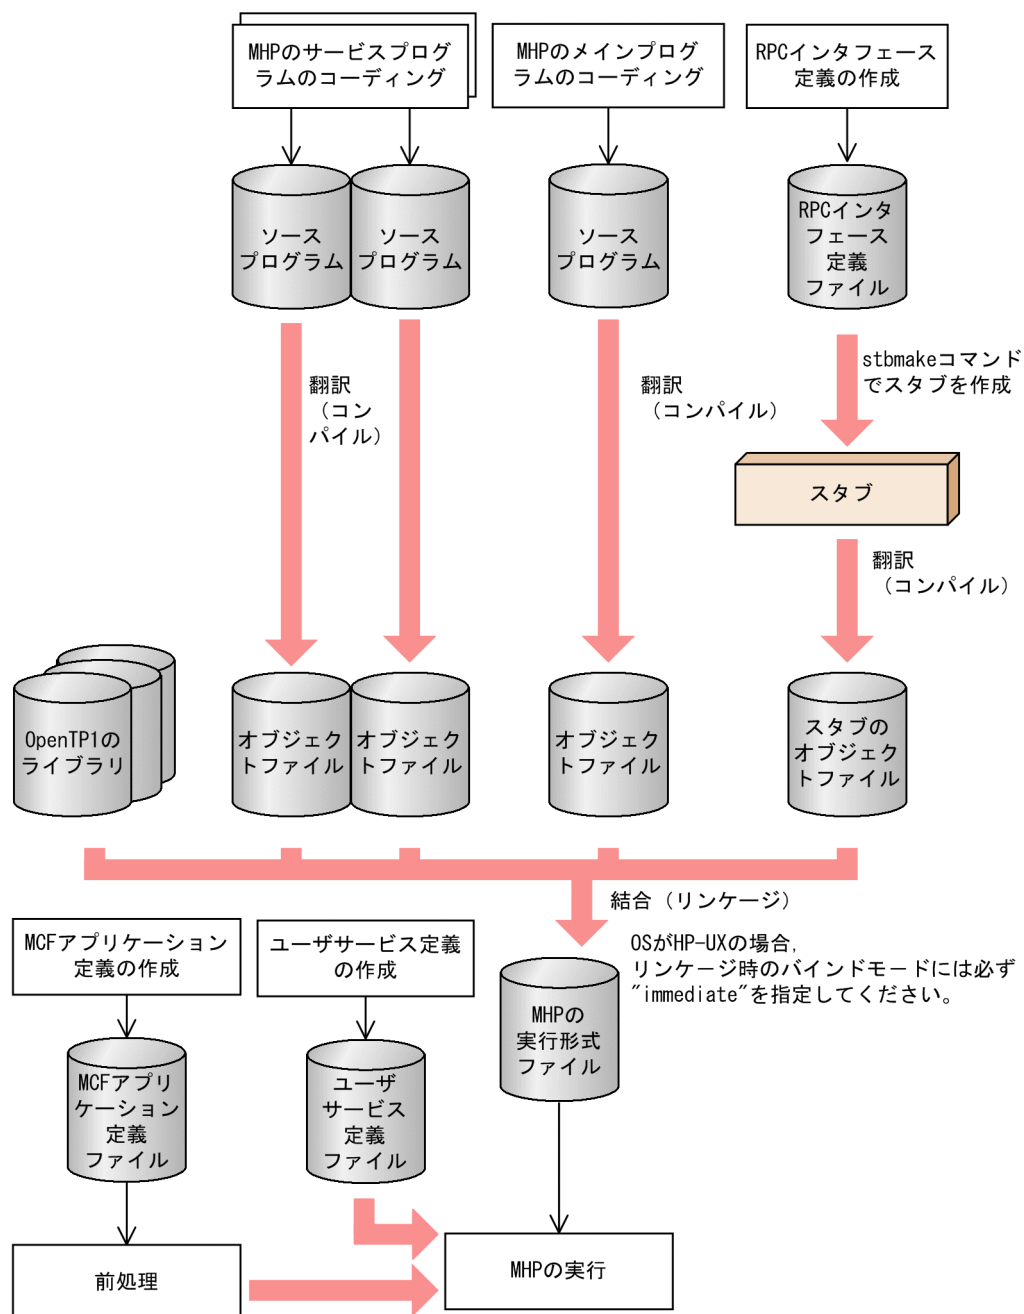 MHPのサービスプログ
ラムのコーディング
MHPのメインプログ
ラムのコーディング
RPCインタフェース
定義の作成
ソース
プログラム
ソース
プログラム
ソース
プログラム
RPCインタ
フェース
定義
ファイル
翻訳
（コン
パイル）
翻訳
（コンパイル）
stbmakeコマンド
でスタブを作成
スタブ
翻訳
（コンパイル）
OpenTP1の
ライブラリ
オブジェク
トファイル
オブジェク
トファイル
オブジェク
トファイル
スタブの
オブジェク
トファイル
結合（リンケージ）
OSがHP-UXの場合,
リンケージ時のバインドモードには必ず
"immediate"を指定してください。
MCFアプリケーション
定義の作成
ユーザサービス定義
の作成
MHPの
実行形式
ファイル
MCFアプリ
ケーション
定義
ファイル
ユーザ
サービス
定義
ファイル
前処理
MHPの実行